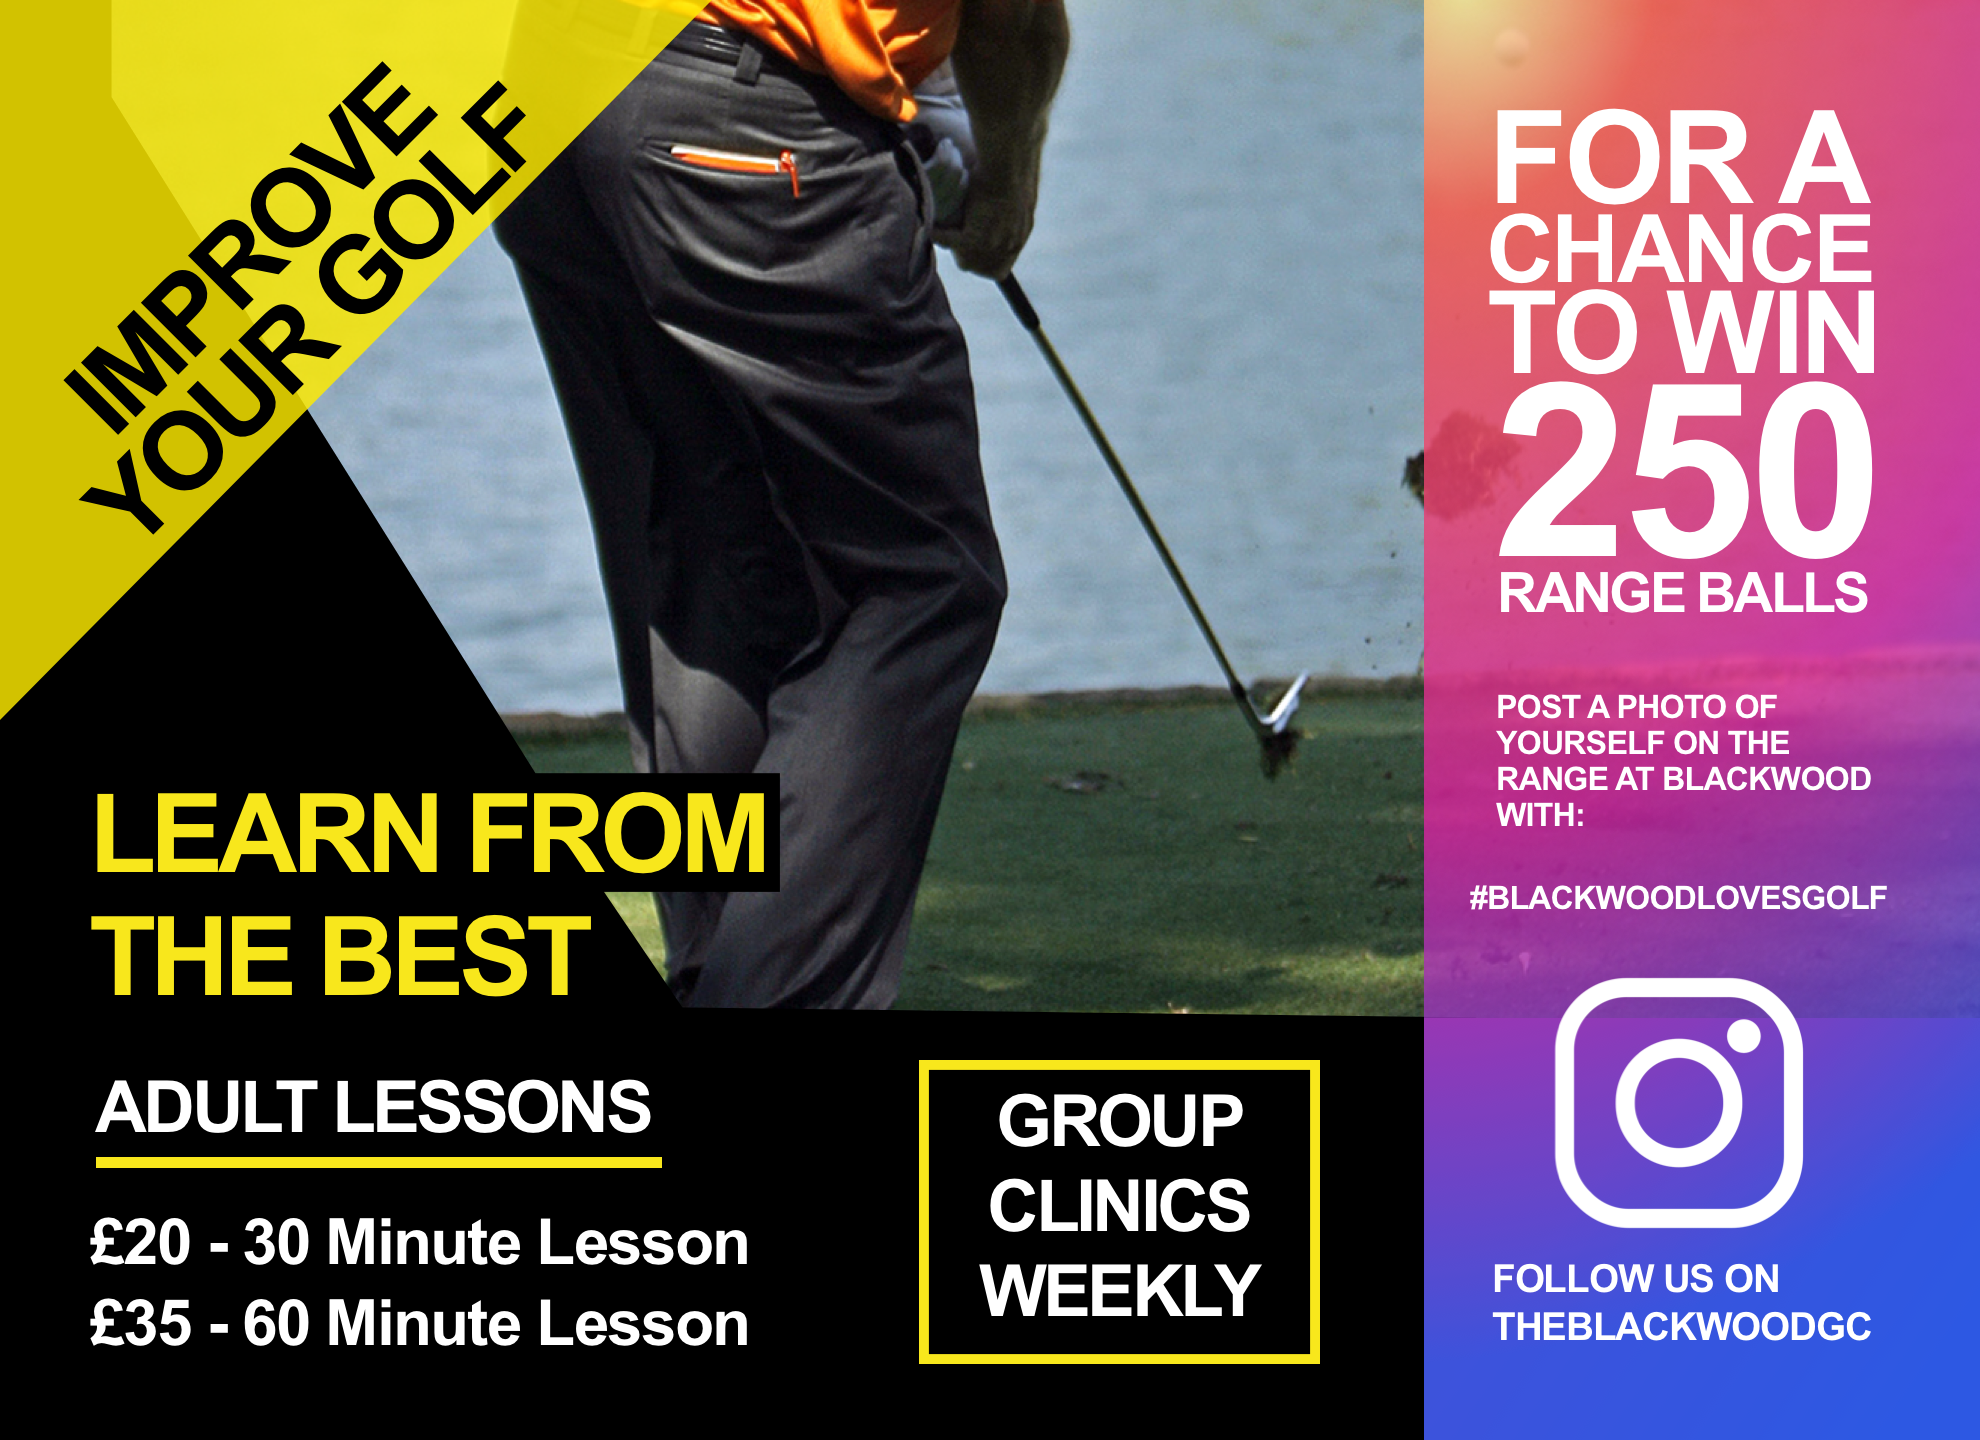 IMPROVE
YOUR GOLF
LEARN FROM
THE BEST
ADULT LESSONS
£20 - 30 Minute Lesson
£35 - 60 Minute Lesson
GROUP
CLINICS
WEEKLY
FOR A
CHANCE
TO WIN
250
RANGE BALLS
POST A PHOTO OF
YOURSELF ON THE
RANGE AT BLACKWOOD
WITH:
#BLACKWOODLOVESGOLF
FOLLOW US ON
THEBLACKWOODGC